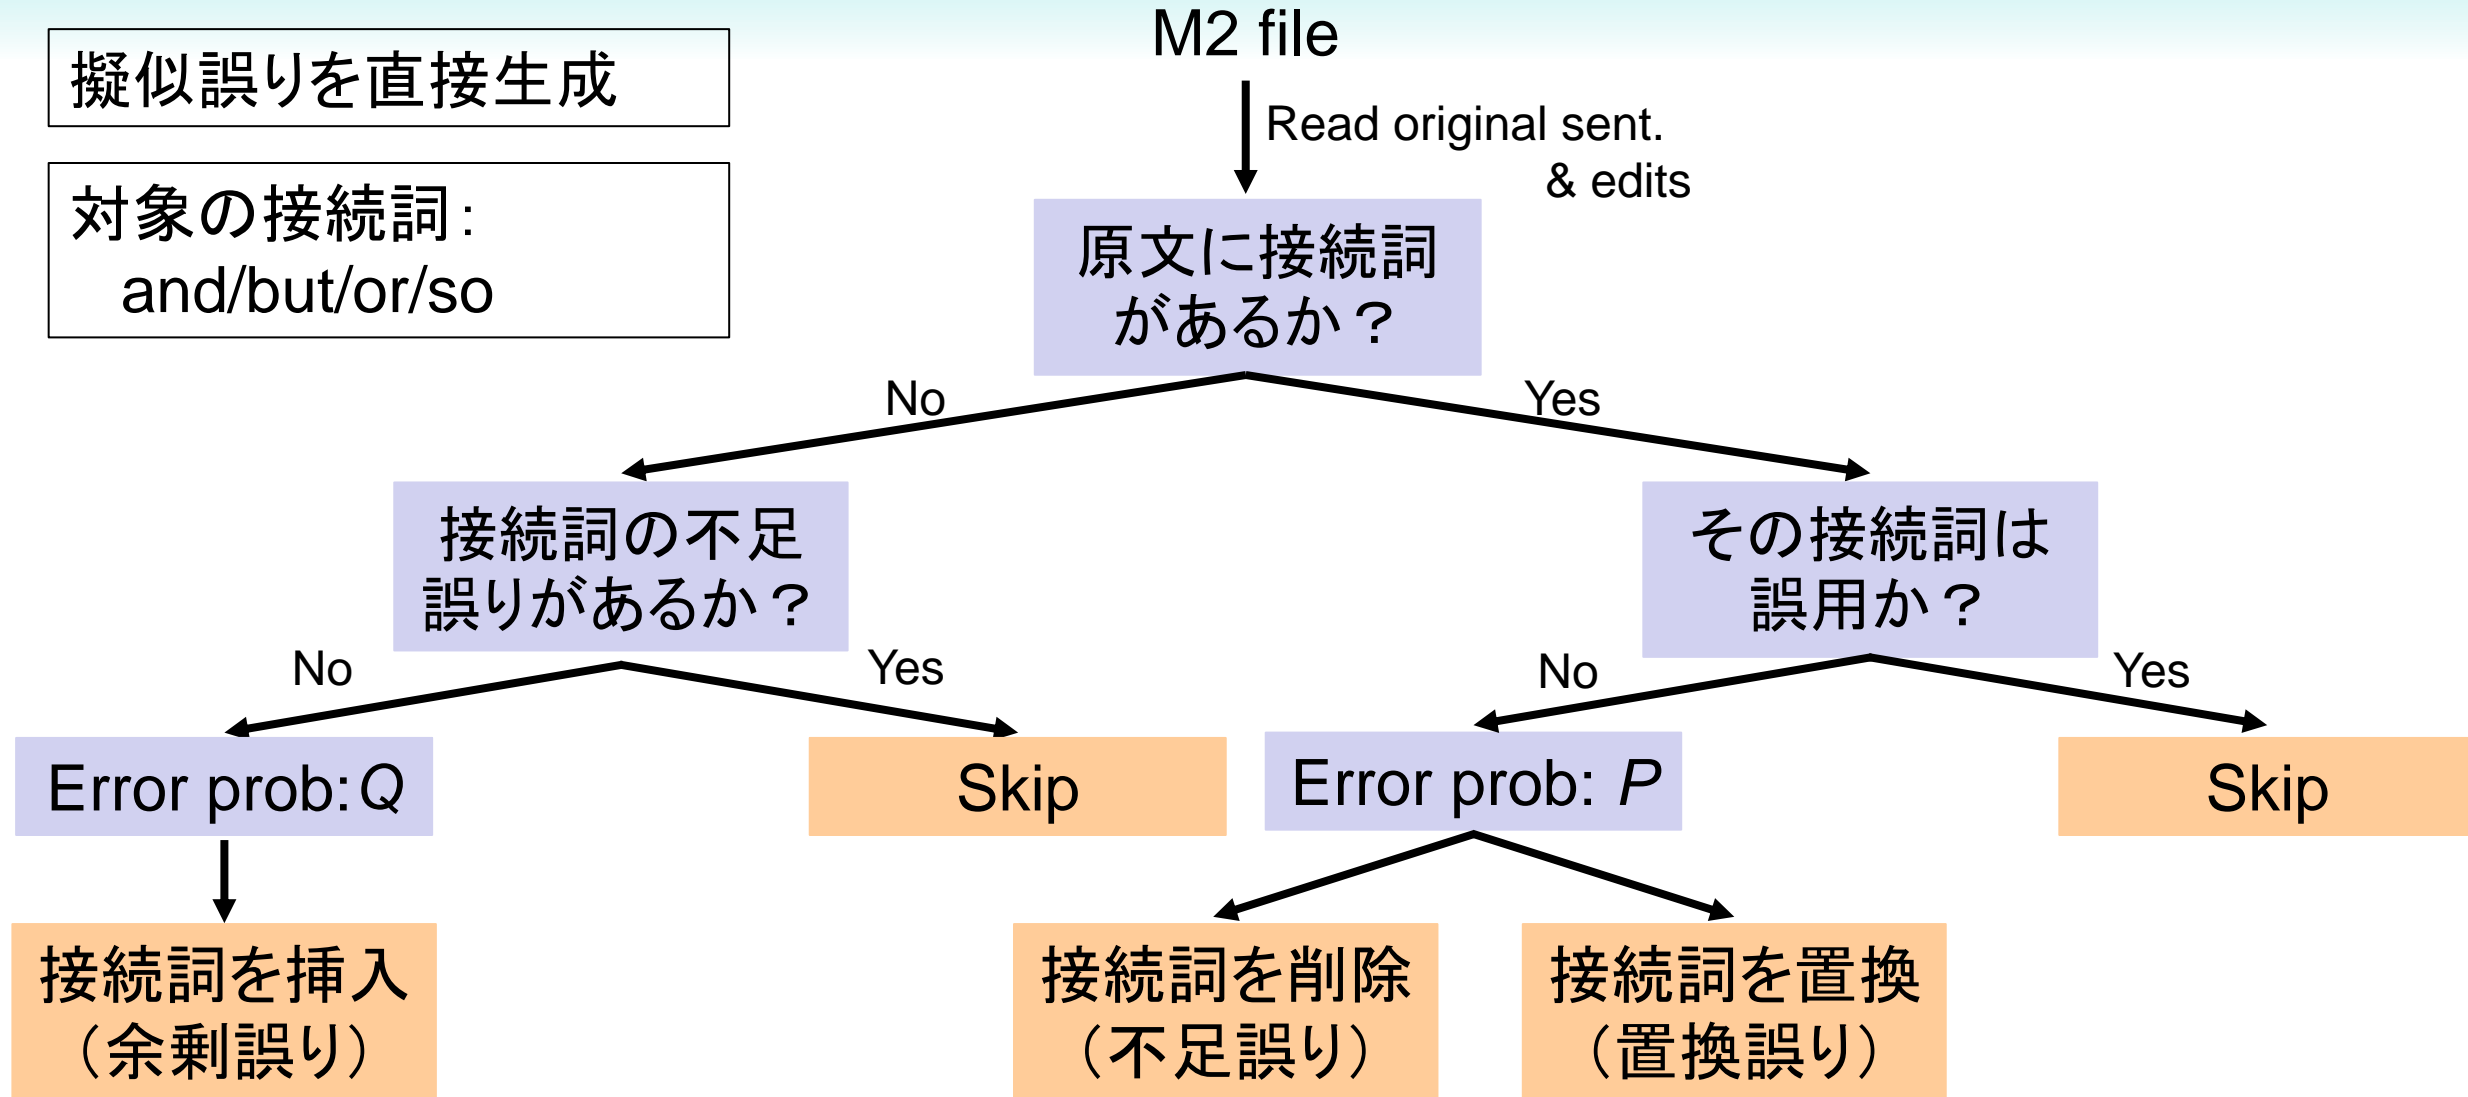 M2 file
擬似誤りを直接生成
Read original sent.
& edits
対象の接続詞：
and/but/or/so
原文に接続詞
があるか？
No
Yes
接続詞の不足
誤りがあるか？
その接続詞は
誤用か？
No
Yes
No
Yes
Error prob: Q
Skip
Error prob: P
Skip
接続詞を挿入
（余剰誤り）
接続詞を削除
（不足誤り）
接続詞を置換
（置換誤り）